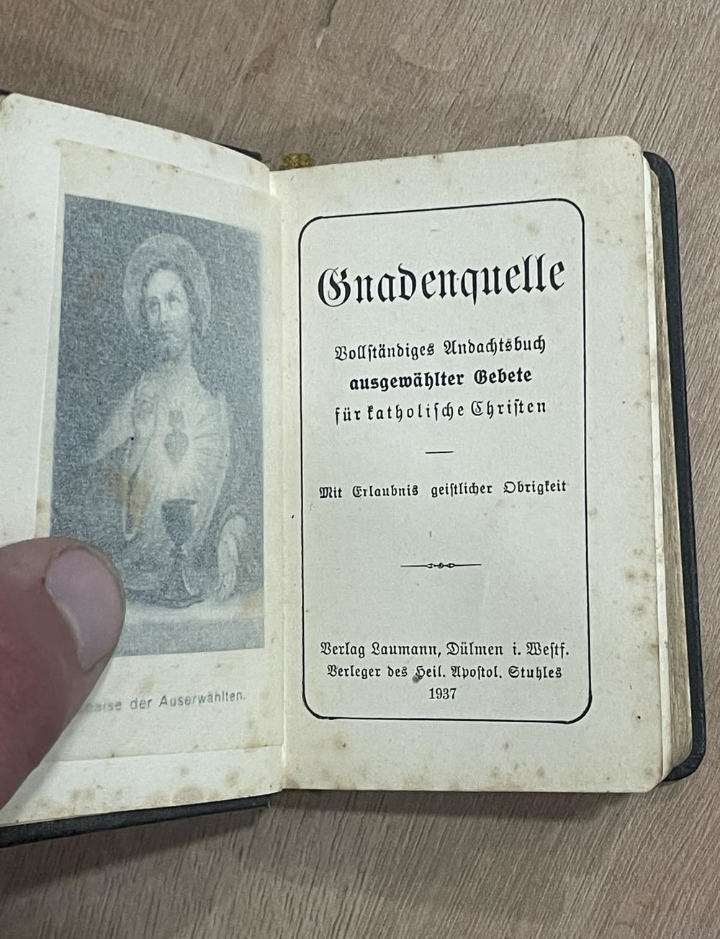 der Auserwählten.
Gnadenquelle
Vollständiges Andachtsbuch
ausgewählter Gebete
für katholische Christen
Mit Erlaubnis geistlicher Obrigkeit
Verlag Laumann, Dülmen i. Westf.
Verleger des Heil. Apostol. Stuhles
1937